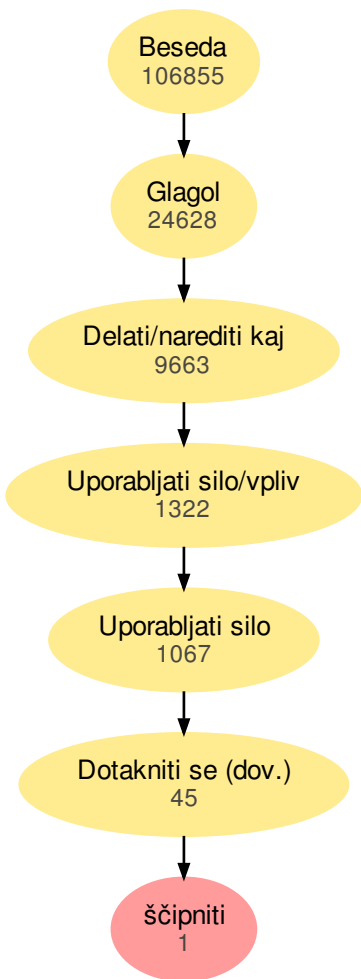 Beseda
106855
Glagol
24628
Delati/narediti kaj
9663
Uporabljati silo/vpliv
1322
Uporabljati silo
1067
Dotakniti se (dov.)
45
ščipniti
1